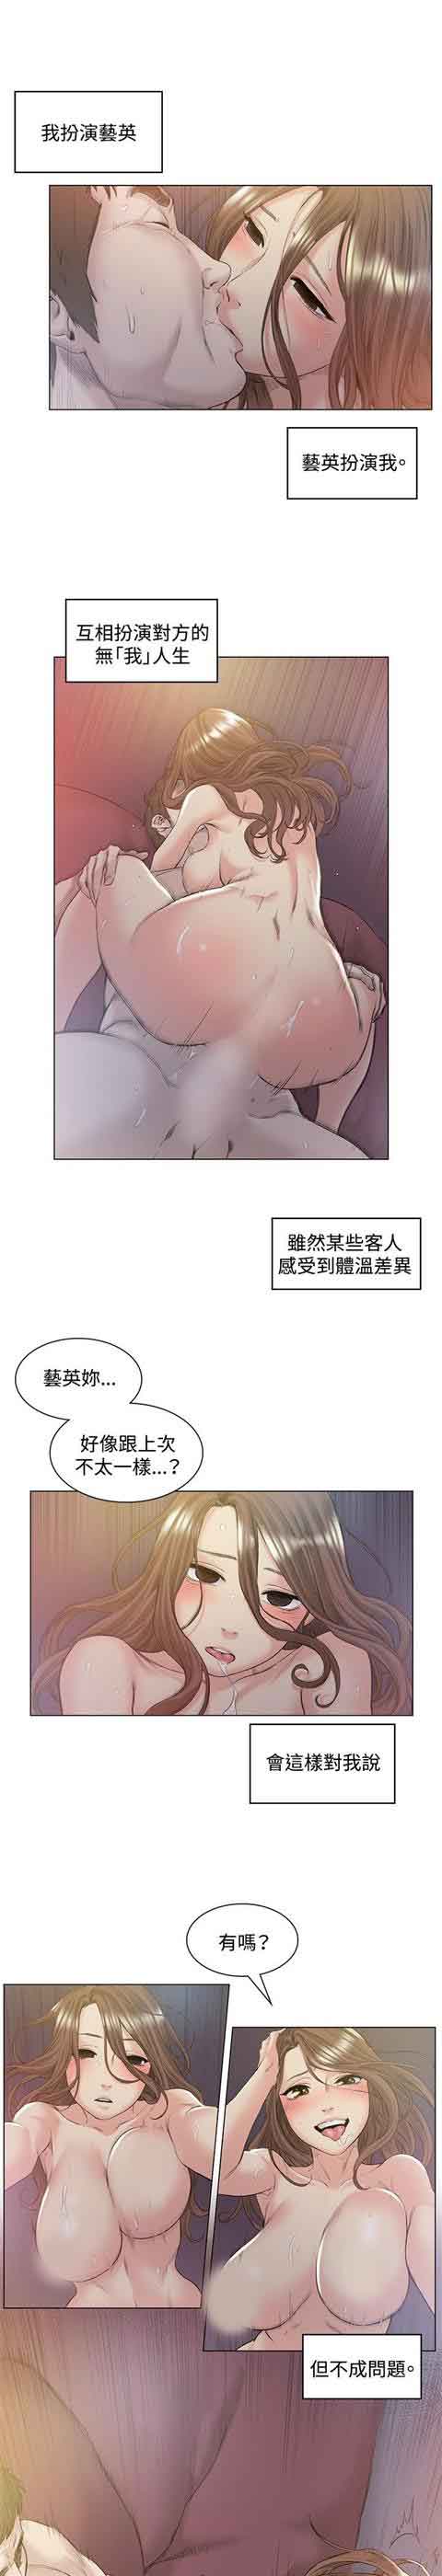 我扮演藝英
藝英扮演我。
互相扮演對方的
無「我」人生
雖然某些客人
感受到體溫差異
藝英妳…
好像跟上次
不太一樣…？
會這樣對我說
有嗎？
但不成問題。